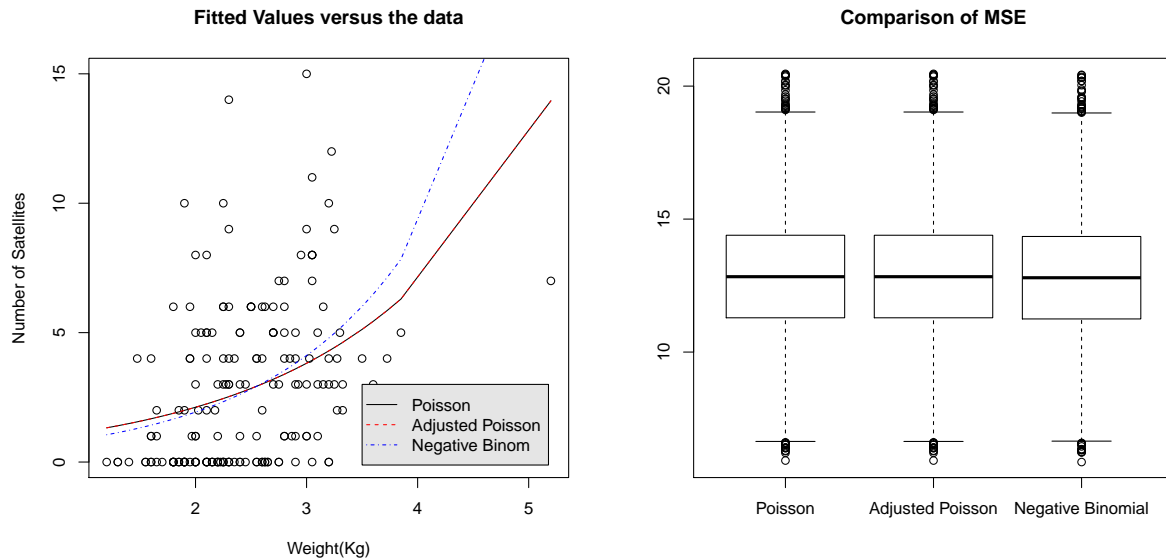 Fitted Values versus the data
Number of Satellites
15
10
5
0
2
3
4
5
Weight(Kg)
Poisson
Adjusted Poisson
Negative Binom
Comparison of MSE
20
15
10
Poisson
Adjusted Poisson
Negative Binomial